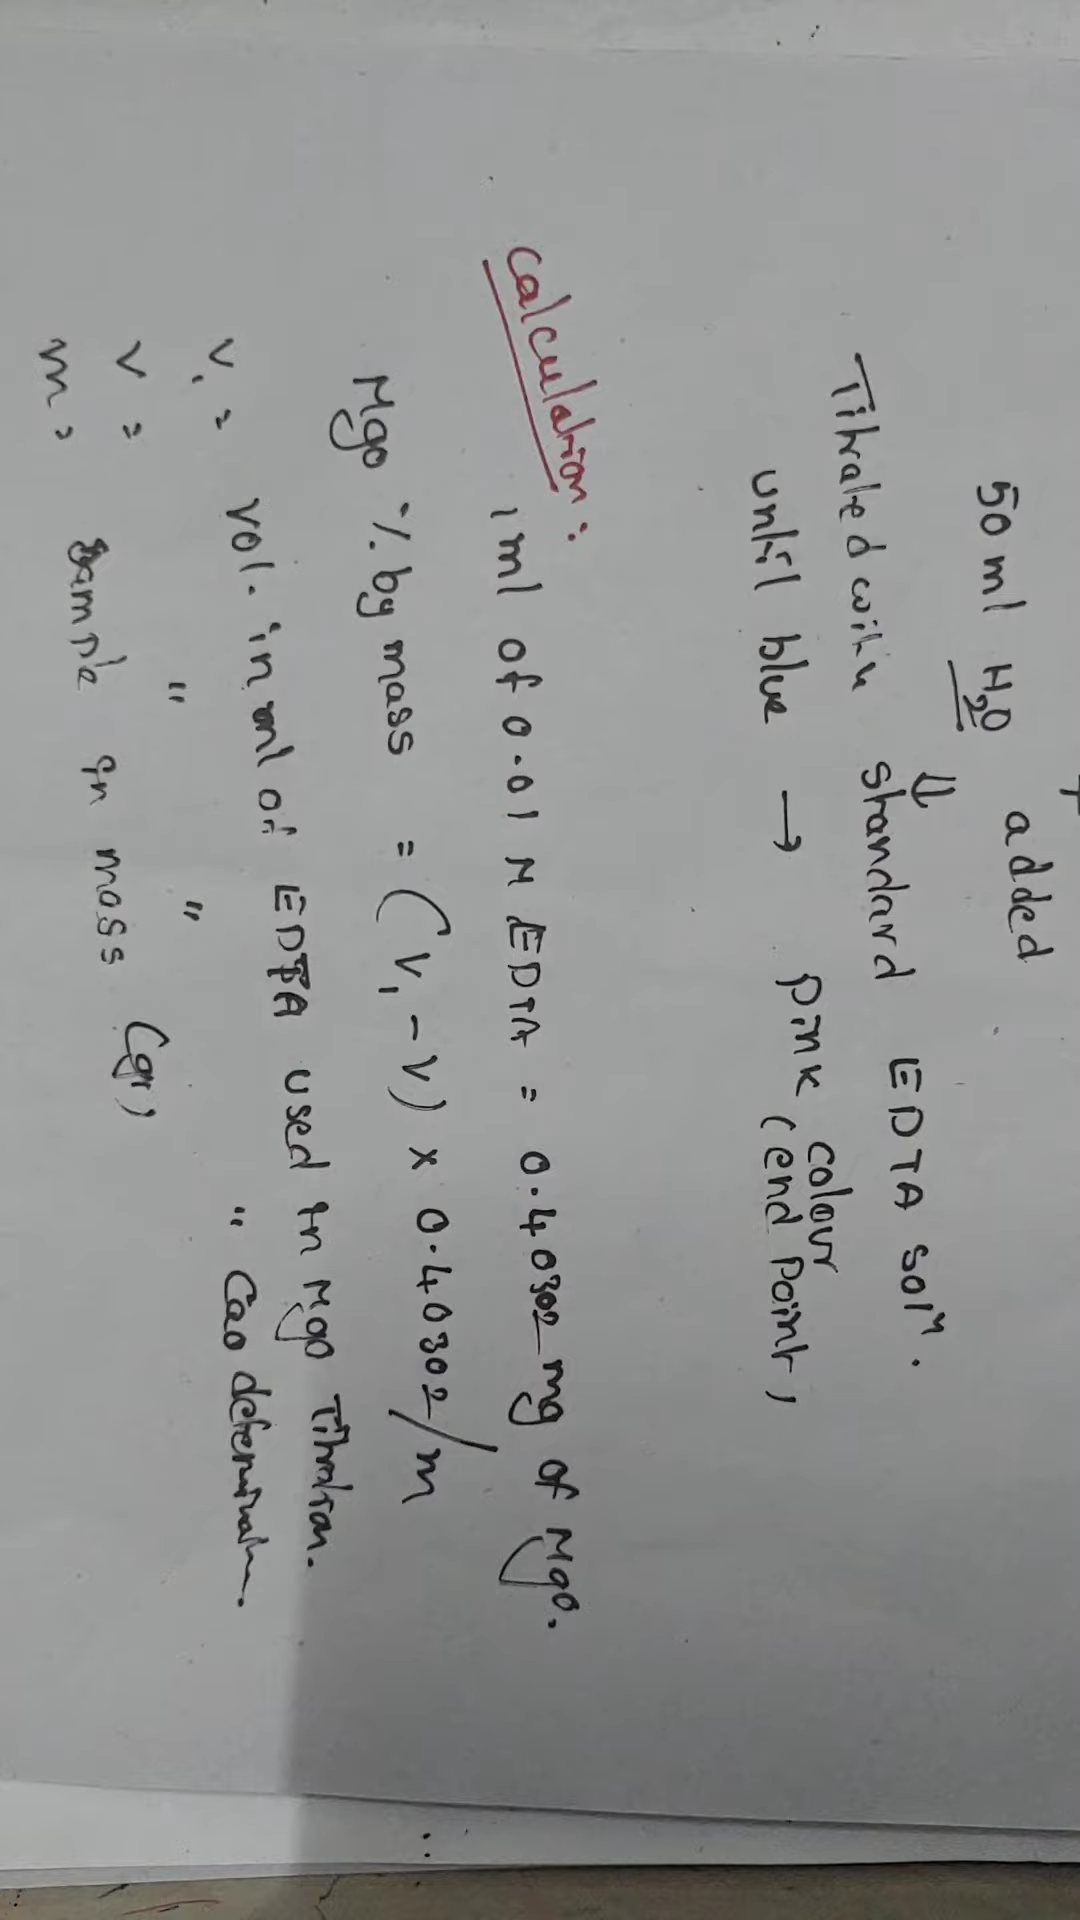 50 ml H2O added
↓
Titrated with standard EDTA solⁿ.
until blue → pink colour (end point)
Calculation:
1 ml of 0.01 M EDTA = 0.40302 mg of Mgo.
Mgo % by mass = (V1 - V) × 0.40302/m
V1 = vol. in ml of EDTA used in Mgo Titration.
V = " " " Cao
m = sample in mass (gr)